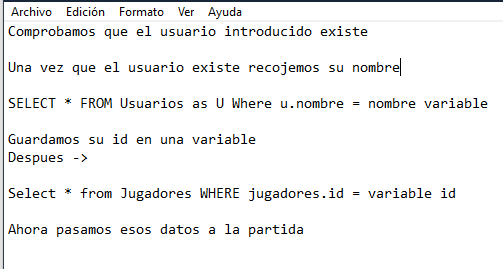 Archivo Edición Formato Ver Ayuda
Comprobamos que el usuario introducido existe
Una vez que el usuario existe recojemos su nombre
SELECT * FROM Usuarios as U Where u.nombre = nombre variable
Guardamos su id en una variable
Despues ->
Select * from Jugadores WHERE jugadores.id = variable id
Ahora pasamos esos datos a la partida